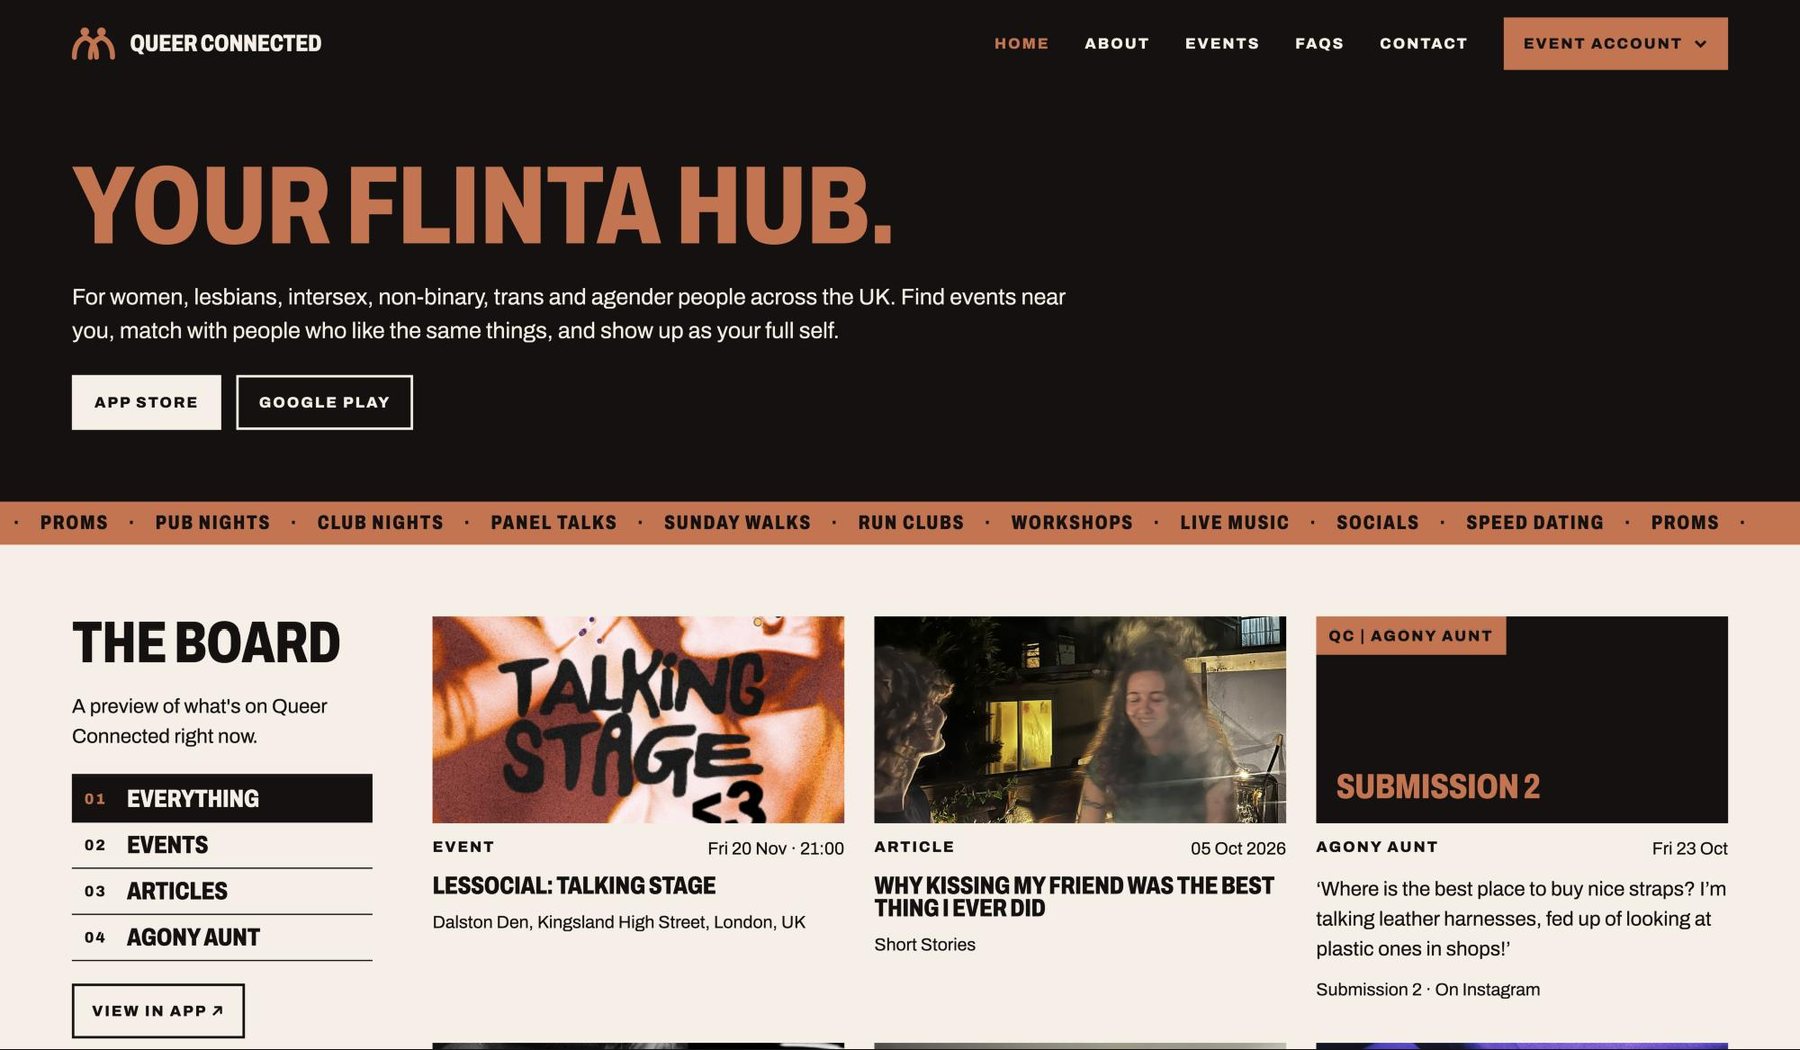 QUEER CONNECTED
HOME ABOUT EVENTS FAQS CONTACT EVENT ACCOUNT
YOUR FLINTA HUB.
For women, lesbians, intersex, non-binary, trans and agender people across the UK. Find events near
you, match with people who like the same things, and show up as your full self.
APP STORE GOOGLE PLAY
· PROMS · PUB NIGHTS · CLUB NIGHTS · PANEL TALKS · SUNDAY WALKS · RUN CLUBS · WORKSHOPS · LIVE MUSIC · SOCIALS · SPEED DATING · PROMS ·
THE BOARD
A preview of what's on Queer
Connected right now.
01 EVERYTHING
02 EVENTS
03 ARTICLES
04 AGONY AUNT
VIEW IN APP ↗
TALKING
STAGE
<3
EVENT Fri 20 Nov · 21:00
LESSOCIAL: TALKING STAGE
Dalston Den, Kingsland High Street, London, UK
ARTICLE 05 Oct 2026
WHY KISSING MY FRIEND WAS THE BEST
THING I EVER DID
Short Stories
QC | AGONY AUNT
SUBMISSION 2
AGONY AUNT Fri 23 Oct
‘Where is the best place to buy nice straps? I’m
talking leather harnesses, fed up of looking at
plastic ones in shops!’
Submission 2 · On Instagram